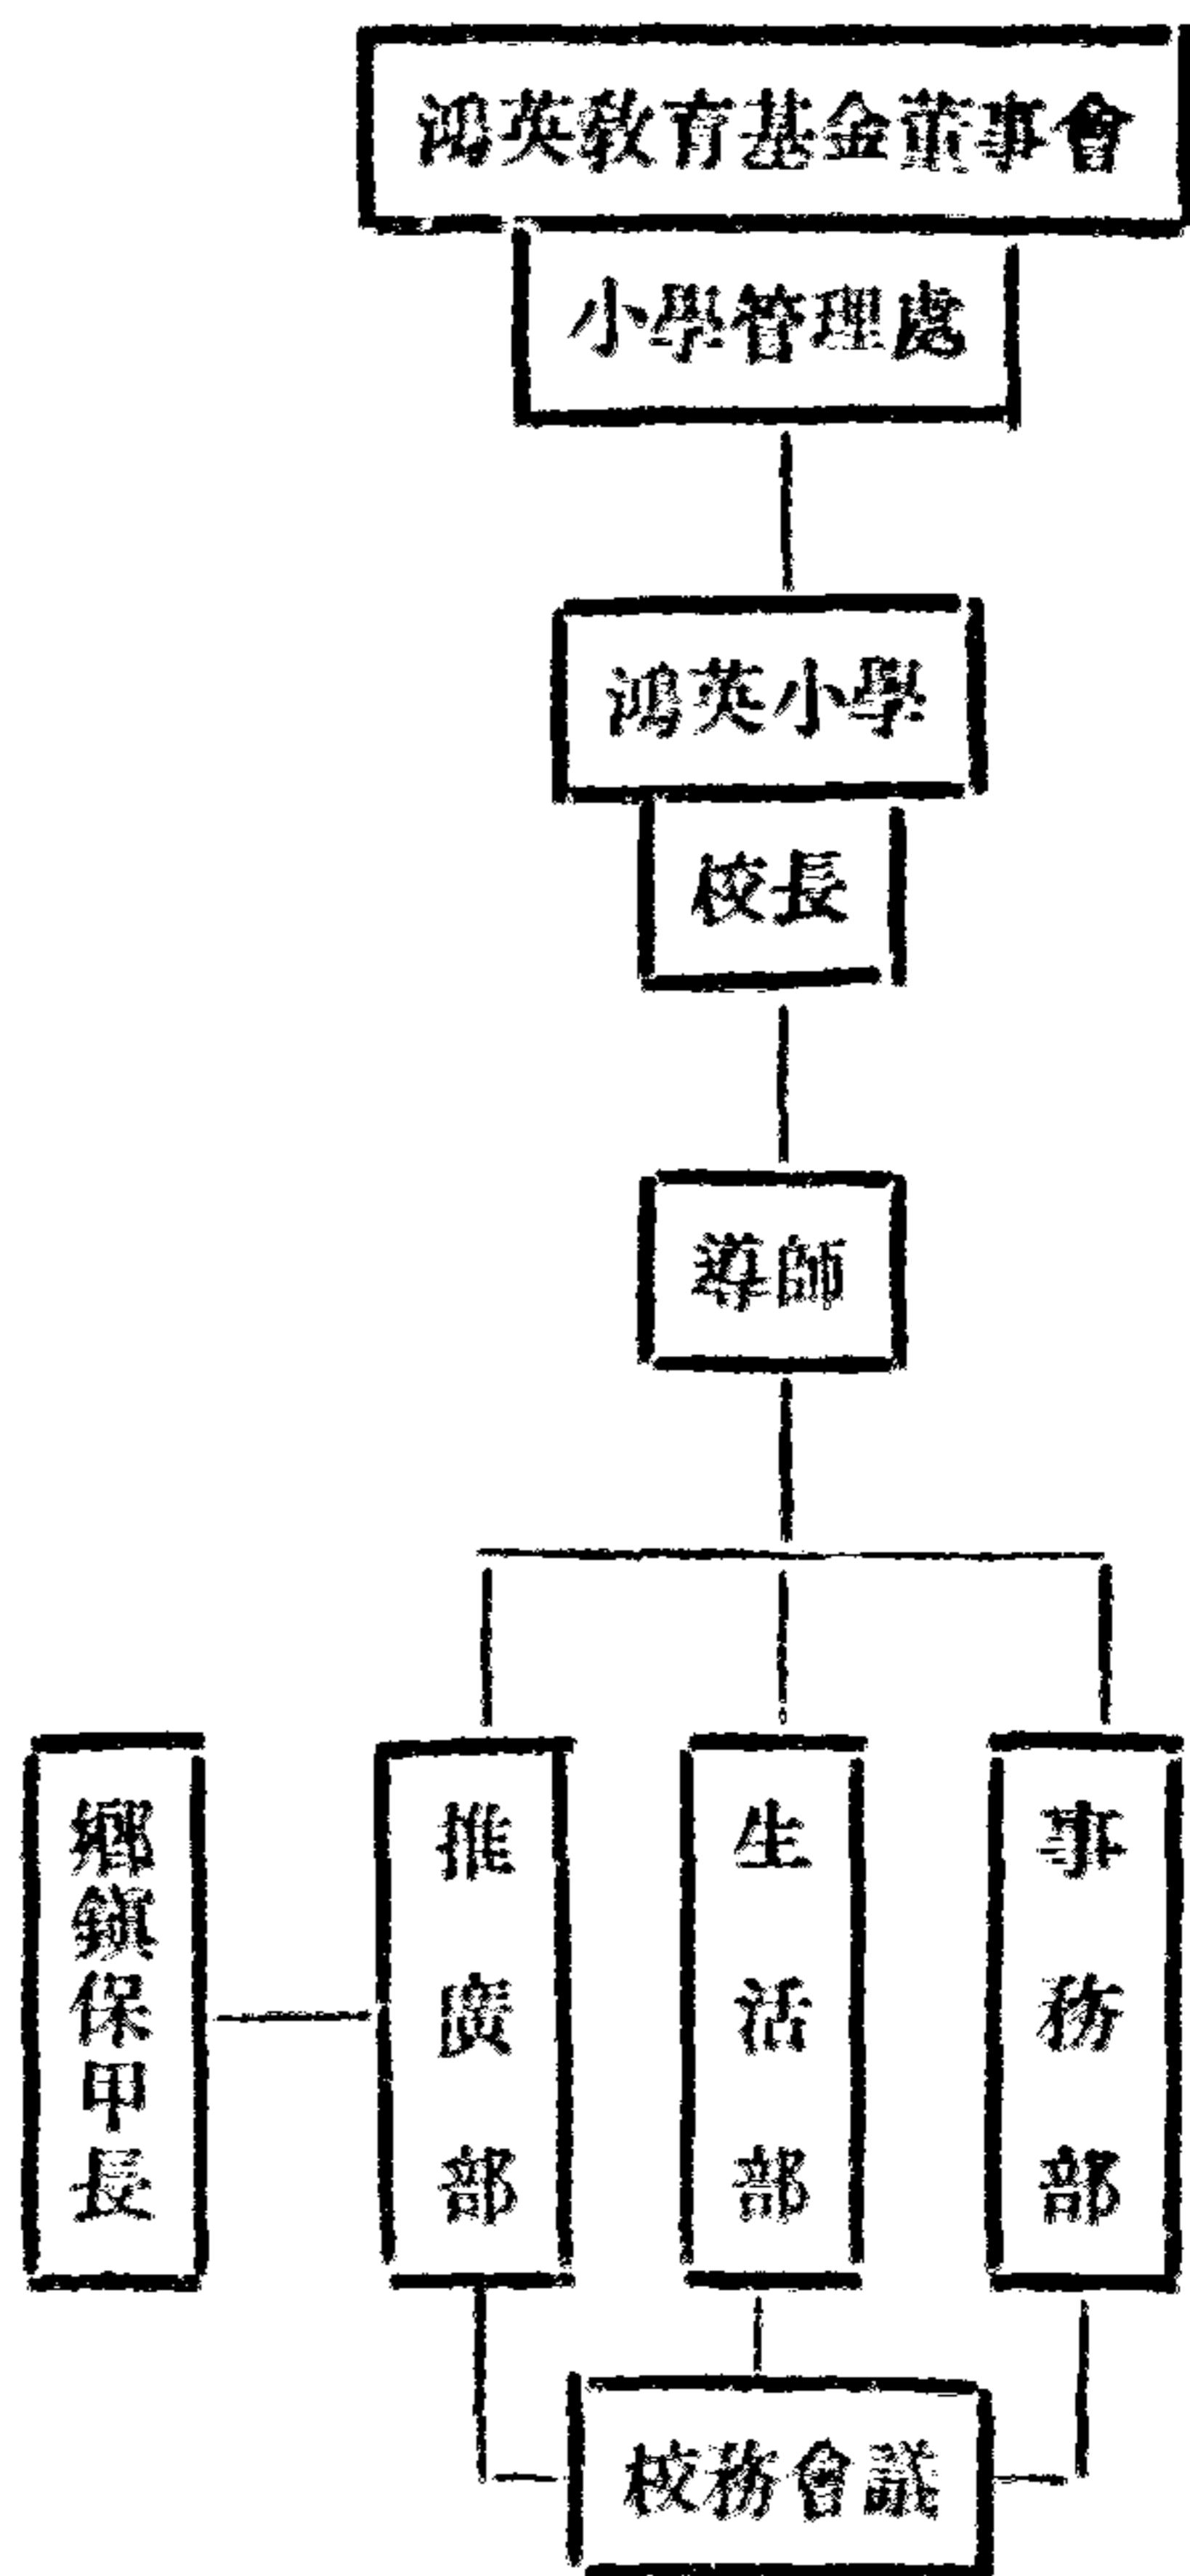 鴻英教育基金董事會
小學管理處
鴻英小學
校長
導師
事務部
生活部
推廣部
鄉鎮保甲長
校務會議